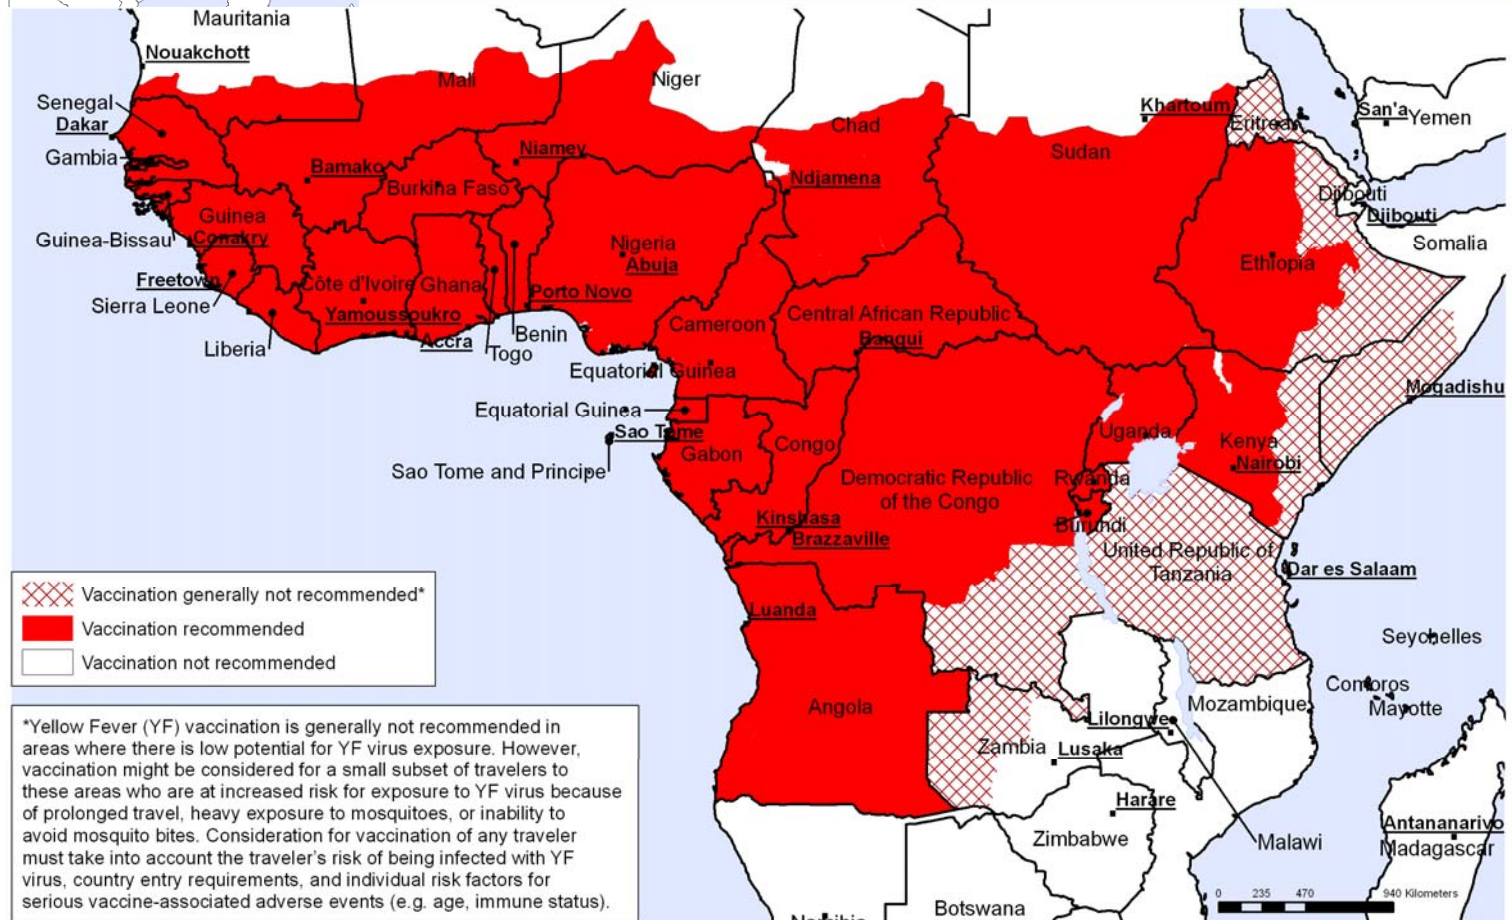 Mauritania
Nouakchott
Mali
Niger
Senegal
Dakar
Gambia
Bamako
Niamey
Burkina Faso
Chad
Ndjamena
Khartoum
Eritrea
San'a
Yemen
Sudan
Djibouti
Djibouti
Somalia
Guinea
Conakry
Guinea-Bissau
Nigeria
Abuja
Ethiopia
Freetown
Sierra Leone
Côte d'Ivoire
Ghana
Porto Novo
Yamoussoukro
Liberia
Accra
Togo
Benin
Cameroon
Central African Republic
Bangui
Equatorial Guinea
Equatorial Guinea
Mogadishu
Sao Tome
Gabon
Congo
Uganda
Kenya
Nairobi
Sao Tome and Principe
Democratic Republic
of the Congo
Rwanda
Kinshasa
Brazzaville
Burundi
United Republic of
Tanzania
Dar es Salaam
Vaccination generally not recommended*
Vaccination recommended
Vaccination not recommended
Luanda
Seychelles
Comoros
Mayotte
Angola
Mozambique
Lilongwe
Zambia
Lusaka
Harare
Zimbabwe
Malawi
Antananarivo
Madagascar
*Yellow Fever (YF) vaccination is generally not recommended in
areas where there is low potential for YF virus exposure. However,
vaccination might be considered for a small subset of travelers to
these areas who are at increased risk for exposure to YF virus because
of prolonged travel, heavy exposure to mosquitoes, or inability to
avoid mosquito bites. Consideration for vaccination of any traveler
must take into account the traveler's risk of being infected with YF
virus, country entry requirements, and individual risk factors for
serious vaccine-associated adverse events (e.g. age, immune status).
0 235 470 940 Kilometers
Botswana
Namibia